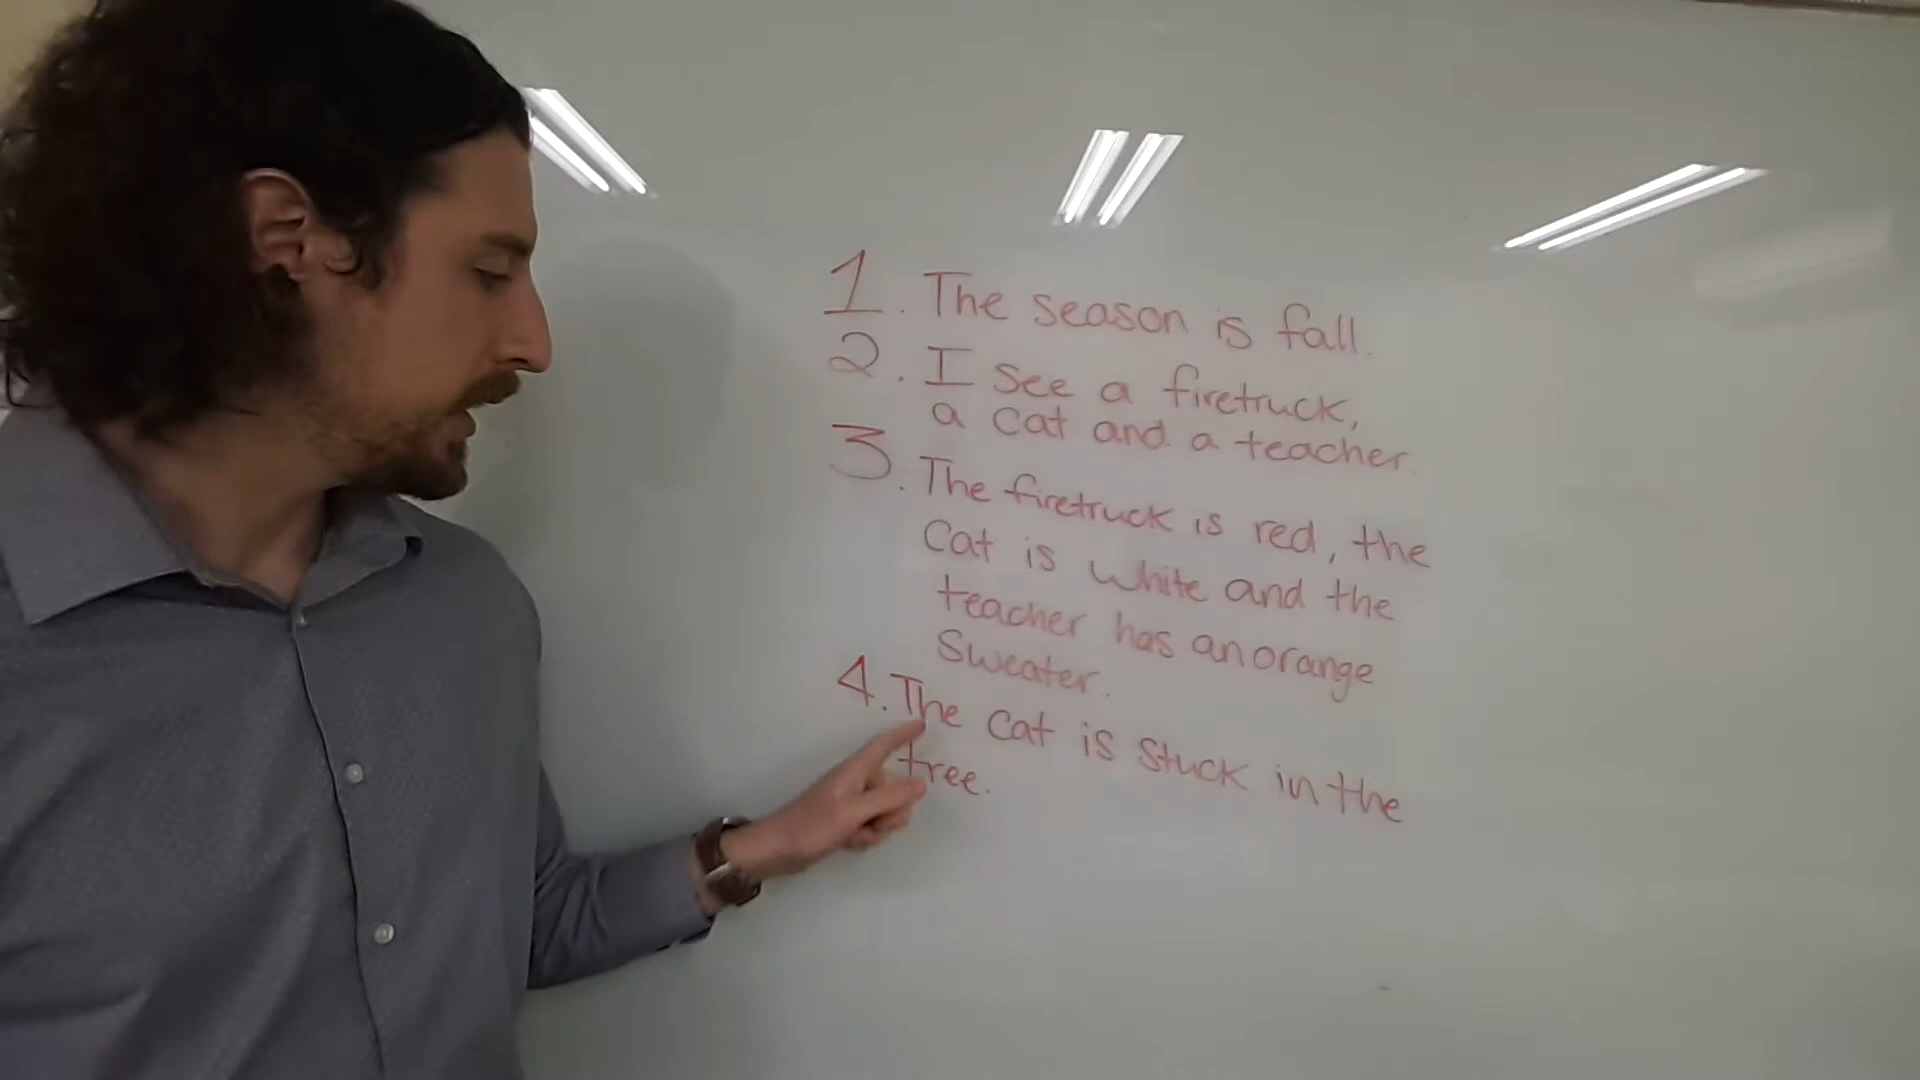 1. The season is fall.
2. I see a firetruck,
a cat and a teacher.
3. The firetruck is red, the
cat is white and the
teacher has an orange
sweater.
4. The cat is stuck in the
tree.